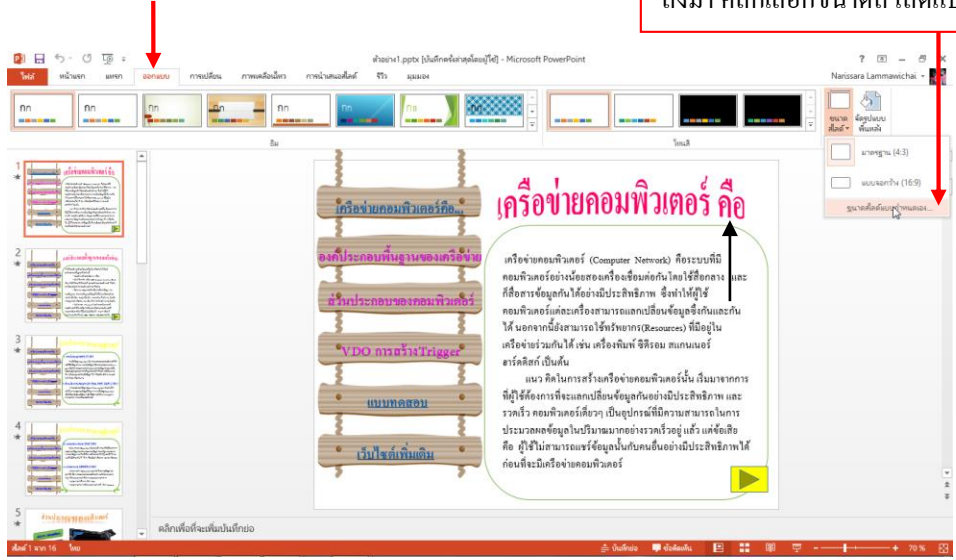 ตัวอย่าง1.pptx [บันทึกครั้งล่าสุดโดยผู้ใช้] - Microsoft PowerPoint
ไฟล์ หน้าแรก แทรก ออกแบบ การเปลี่ยน ภาพเคลื่อนไหว การนำเสนอสไลด์ รีวิว มุมมอง
Narissara Lammawichai
ขนาดสไลด์
จัดรูปแบบพื้นหลัง
ธีม
โทนสี
มาตรฐาน (4:3)
แบบจอกว้าง (16:9)
ขนาดสไลด์แบบกำหนดเอง...
เครือข่ายคอมพิวเตอร์คือ...
องค์ประกอบพื้นฐานของเครือข่าย
ส่วนประกอบของคอมพิวเตอร์
VDO การสร้างTrigger
แบบทดสอบ
เว็บไซต์เพิ่มเติม
เครือข่ายคอมพิวเตอร์ คือ
เครือข่ายคอมพิวเตอร์ (Computer Network) คือระบบที่มี
คอมพิวเตอร์อย่างน้อยสองเครื่องเชื่อมต่อกันโดยใช้สื่อกลาง และ
ก็สื่อสารข้อมูลกันได้อย่างมีประสิทธิภาพ ซึ่งทำให้ผู้ใช้
คอมพิวเตอร์แต่ละเครื่องสามารถแลกเปลี่ยนข้อมูลซึ่งกันและกัน
ได้ นอกจากนี้ยังสามารถใช้ทรัพยากร(Resources) ที่มีอยู่ใน
เครือข่ายร่วมกันได้ เช่น เครื่องพิมพ์ ซีดีรอม สแกนเนอร์
ฮาร์ดดิสก์ เป็นต้น
แนว คิดในการสร้างเครือข่ายคอมพิวเตอร์นั้น เริ่มมาจากการ
ที่ผู้ใช้ต้องการที่จะแลกเปลี่ยนข้อมูลกันอย่างมีประสิทธิภาพ และ
รวดเร็ว คอมพิวเตอร์เดี่ยวๆ เป็นอุปกรณ์ที่มีความสามารถในการ
ประมวลผลข้อมูลในปริมาณมากอย่างรวดเร็วอยู่ แล้ว แต่ข้อเสีย
คือ ผู้ใช้ไม่สามารถแชร์ข้อมูลนั้นกับคนอื่นอย่างมีประสิทธิภาพได้
ก่อนที่จะมีเครือข่ายคอมพิวเตอร์
1
2
3
4
5
คลิกเพื่อที่จะเพิ่มบันทึกย่อ
สไลด์ 1 จาก 16 ไทย บันทึกย่อ ข้อคิดเห็น 70 %